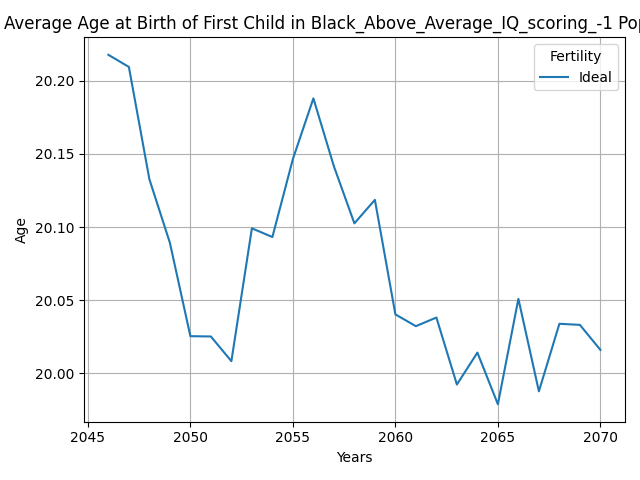 Average Age at Birth of First Child in Black_Above_Average_IQ_scoring_-1 Po
Fertility
Ideal
20.20
20.15
20.10
20.05
20.00
Age
2045 2050 2055 2060 2065 2070
Years